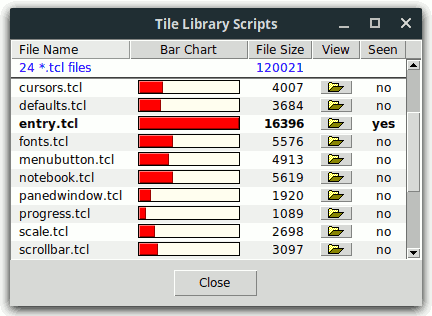 Tile Library Scripts
File Name Bar Chart File Size View Seen
24 *.tcl files 120021
cursors.tcl 4007 no
defaults.tcl 3684 no
entry.tcl 16396 yes
fonts.tcl 5576 no
menubutton.tcl 4913 no
notebook.tcl 5619 no
panedwindow.tcl 1920 no
progress.tcl 1089 no
scale.tcl 2698 no
scrollbar.tcl 3097 no
Close